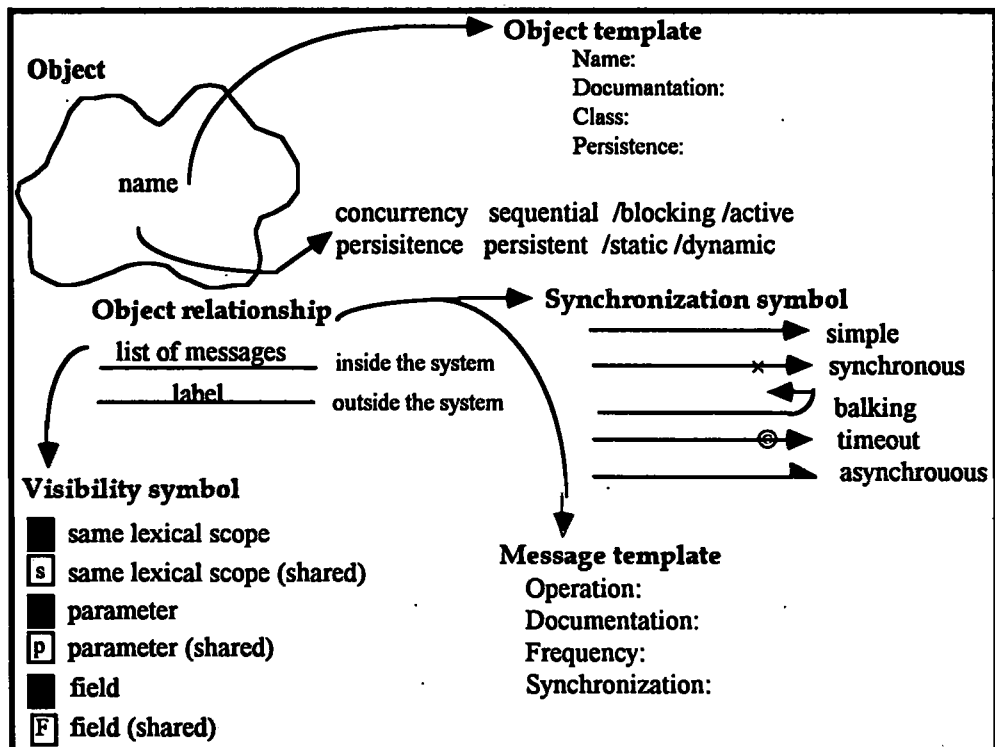 Object template
Name:
Documantation:
Class:
Persistence:
Object
name
concurrency sequential /blocking /active
persisitence persistent /static /dynamic
Object relationship
list of messages
inside the system
label
outside the system
Synchronization symbol
simple
synchronous
balking
timeout
asynchrouous
Visibility symbol
same lexical scope
s same lexical scope (shared)
parameter
p parameter (shared)
field
F field (shared)
Message template
Operation:
Documentation:
Frequency:
Synchronization: